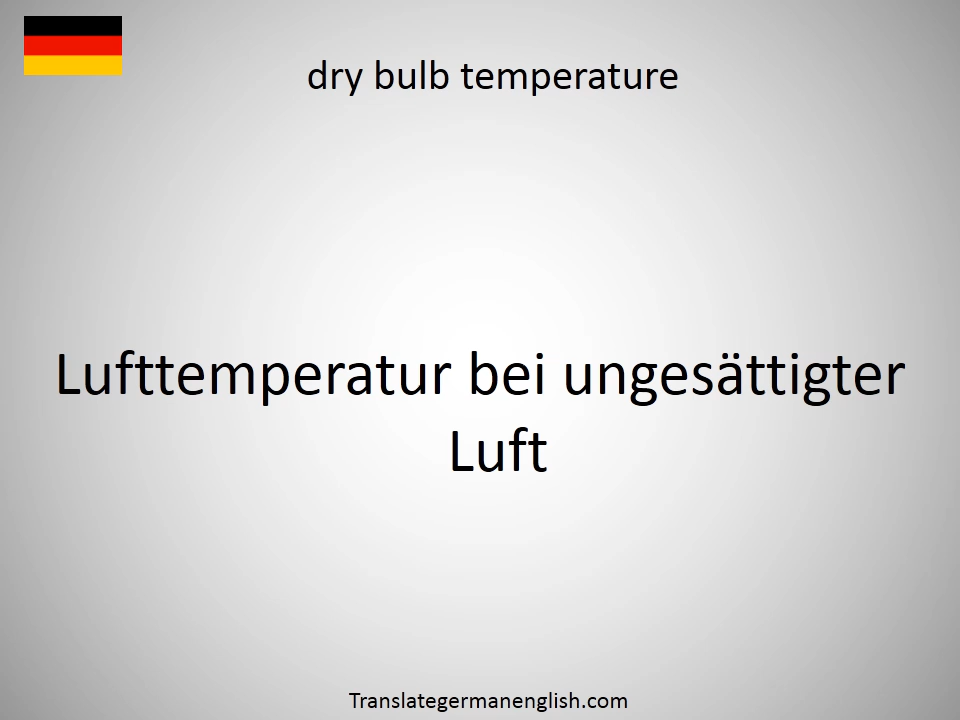 dry bulb temperature
Lufttemperatur bei ungesättigter
Luft
Translategermanenglish.com